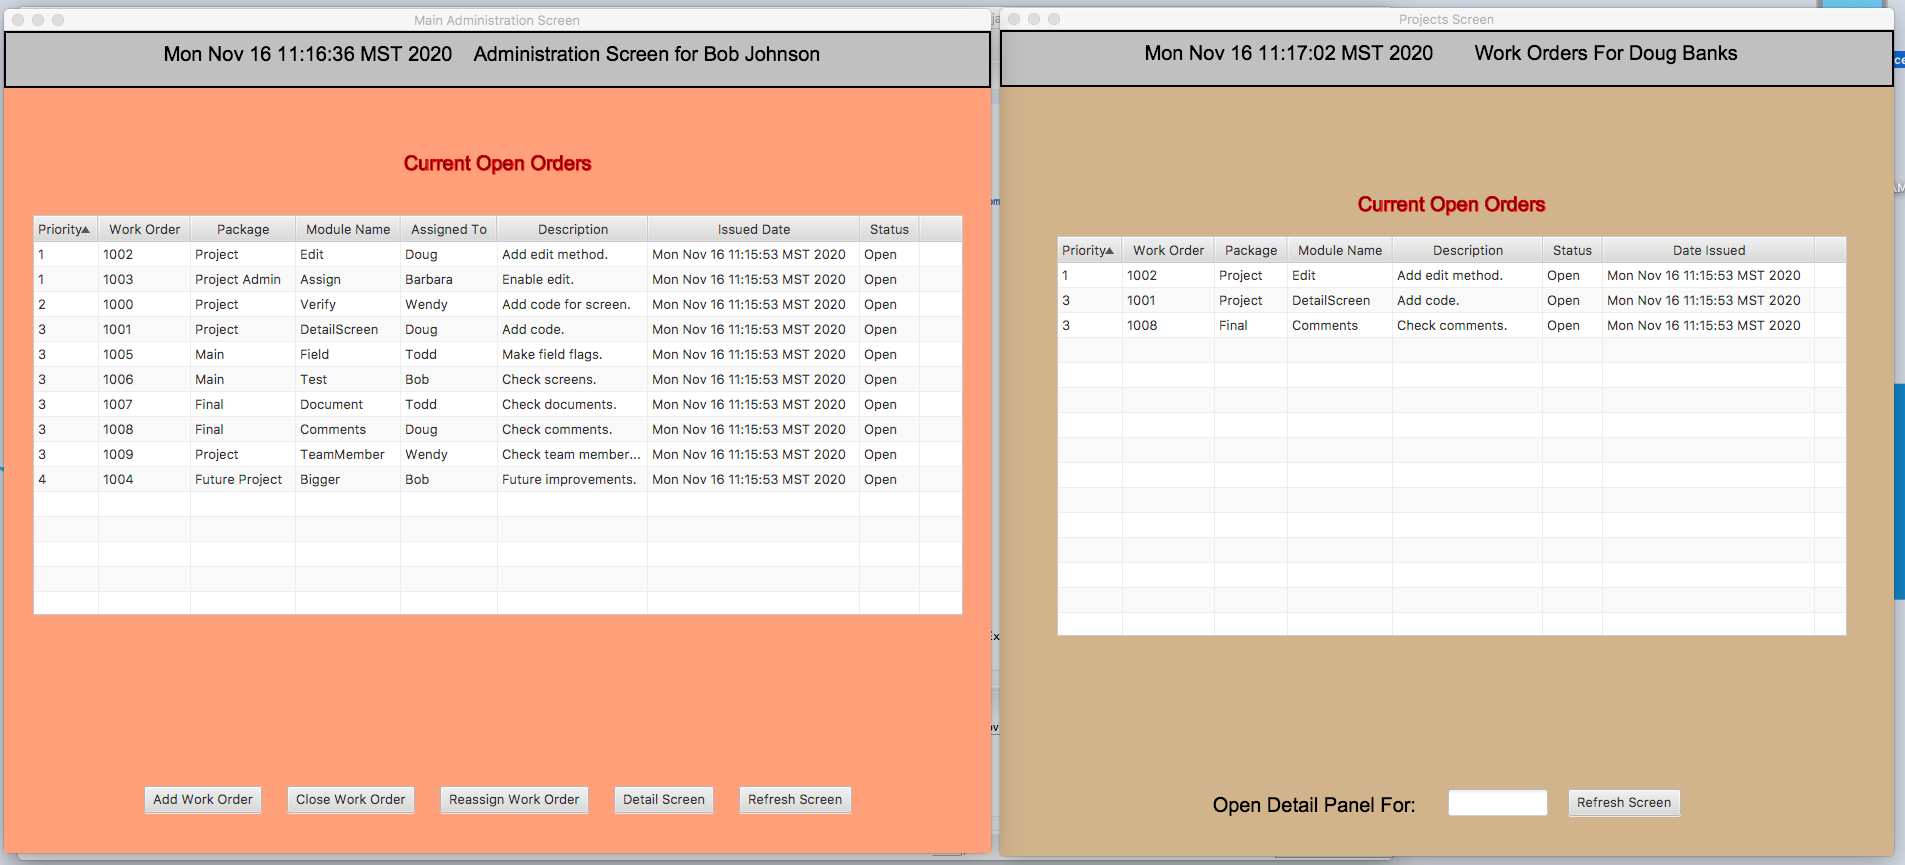 Main Administration Screen
Mon Nov 16 11:16:36 MST 2020 Administration Screen for Bob Johnson
Current Open Orders
Priority Work Order Package Module Name Assigned To Description Issued Date Status
1 1002 Project Edit Doug Add edit method. Mon Nov 16 11:15:53 MST 2020 Open
1 1003 Project Admin Assign Barbara Enable edit. Mon Nov 16 11:15:53 MST 2020 Open
2 1000 Project Verify Wendy Add code for screen. Mon Nov 16 11:15:53 MST 2020 Open
3 1001 Project DetailScreen Doug Add code. Mon Nov 16 11:15:53 MST 2020 Open
3 1005 Main Field Todd Make field flags. Mon Nov 16 11:15:53 MST 2020 Open
3 1006 Main Test Bob Check screens. Mon Nov 16 11:15:53 MST 2020 Open
3 1007 Final Document Todd Check documents. Mon Nov 16 11:15:53 MST 2020 Open
3 1008 Final Comments Doug Check comments. Mon Nov 16 11:15:53 MST 2020 Open
3 1009 Project TeamMember Wendy Check team member... Mon Nov 16 11:15:53 MST 2020 Open
4 1004 Future Project Bigger Bob Future improvements. Mon Nov 16 11:15:53 MST 2020 Open
Add Work Order Close Work Order Reassign Work Order Detail Screen Refresh Screen
Projects Screen
Mon Nov 16 11:17:02 MST 2020 Work Orders For Doug Banks
Current Open Orders
Priority Work Order Package Module Name Description Status Date Issued
1 1002 Project Edit Add edit method. Open Mon Nov 16 11:15:53 MST 2020
3 1001 Project DetailScreen Add code. Open Mon Nov 16 11:15:53 MST 2020
3 1008 Final Comments Check comments. Open Mon Nov 16 11:15:53 MST 2020
Open Detail Panel For: Refresh Screen